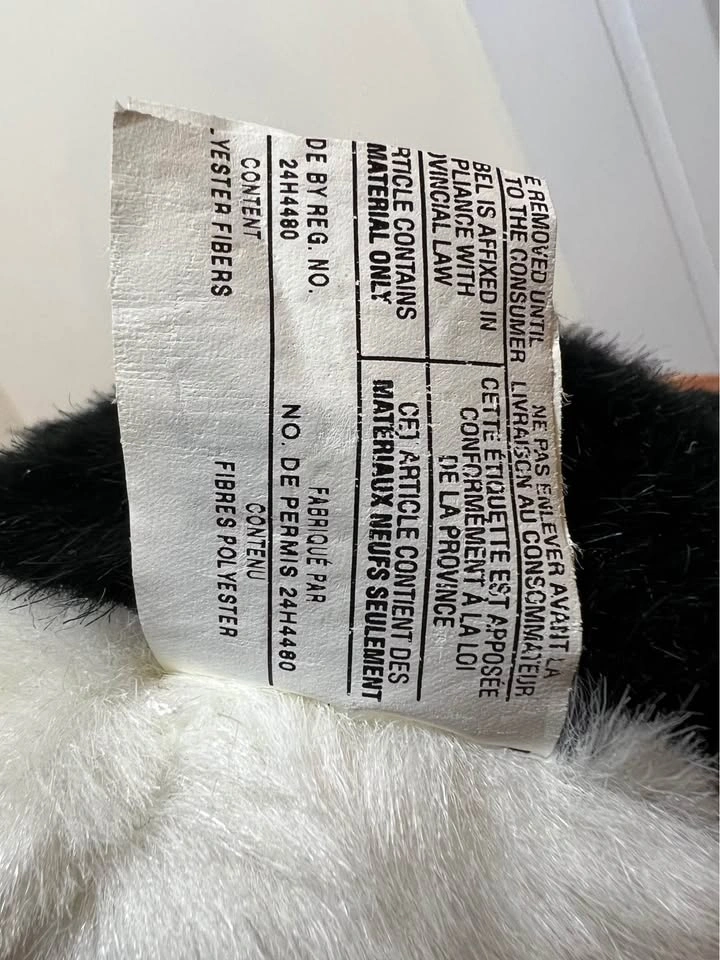 E REMOVED UNTIL
TO THE CONSUMER
BEL IS AFFIXED IN
PLIANCE WITH
VINCIAL LAW
RTICLE CONTAINS
MATERIAL ONLY
DE BY REG. NO.
24H4480
CONTENT
YESTER FIBERS
NE PAS ENLEVER AVANT LA
LIVRAISON AU CONSOMMATEUR
CETTE ÉTIQUETTE EST APPOSÉE
CONFORMÉMENT À LA LOI
DE LA PROVINCE
CET ARTICLE CONTIENT DES
MATÉRIAUX NEUFS SEULEMENT
FABRIQUÉ PAR
NO. DE PERMIS 24H4480
CONTENU
FIBRES POLYESTER